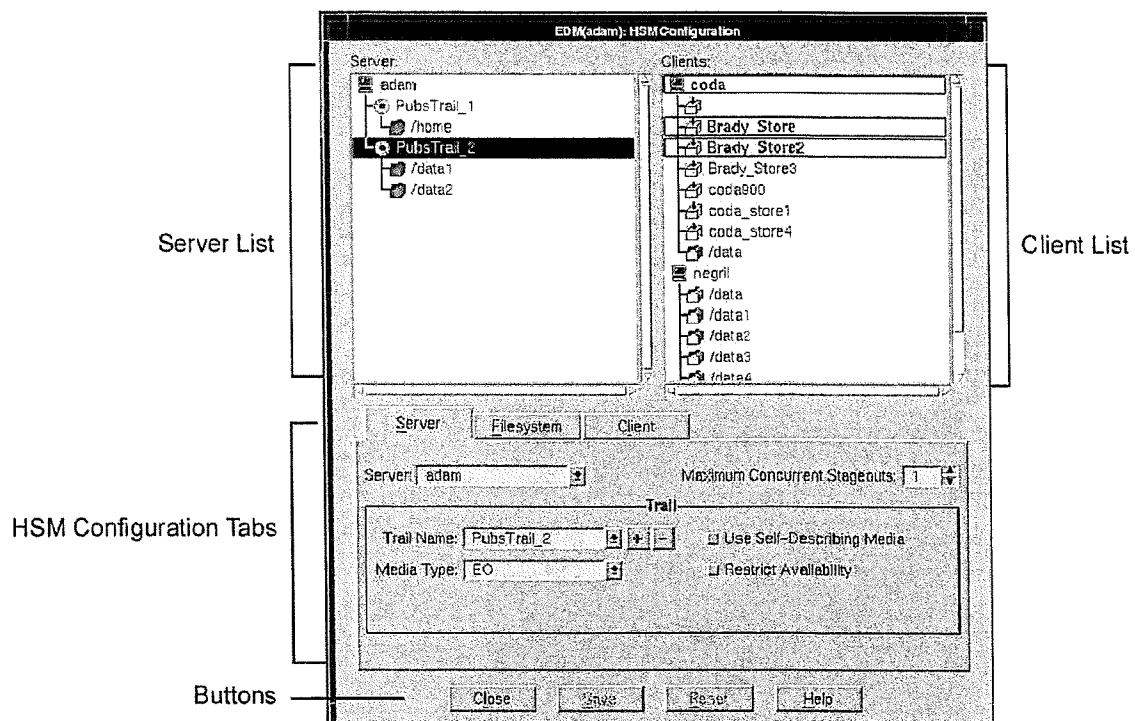 EDM(adam): HSM Configuration
Server:
Clients:
adam
PubsTrail_1
/home
PubsTrail_2
/data1
/data2
coda
Brady_Store
Brady_Store2
Brady_Store3
coda900
coda_store1
coda_store4
/data
negril
/data
/data1
/data2
/data3
/data4
Server List
Client List
Server
Filesystem
Client
Server: adam
Maximum Concurrent Stageouts: 1
Trail
Trail Name: PubsTrail_2 + -
Use Self-Describing Media
Media Type: EO
Restrict Availability
HSM Configuration Tabs
Buttons
Close
Save
Reset
Help